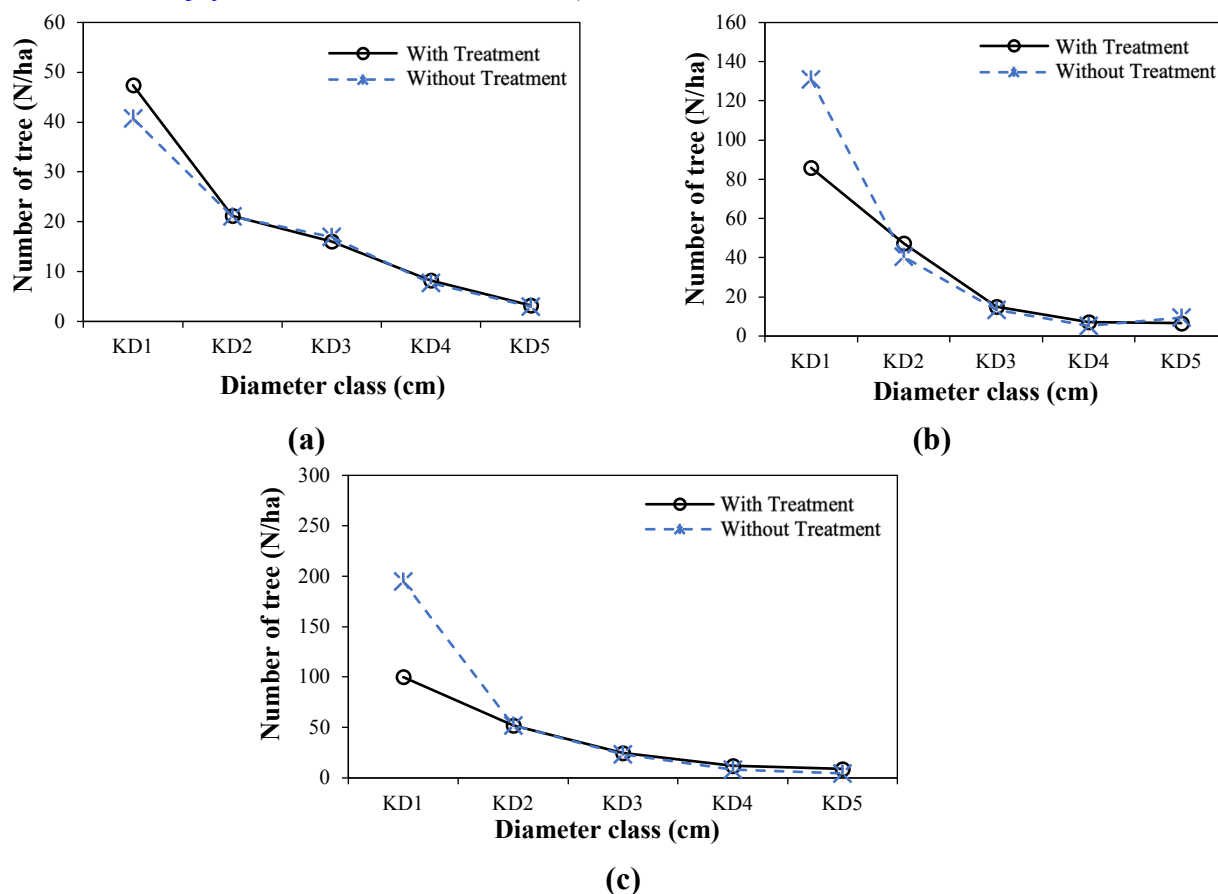 60
50
40
30
20
10
0
Number of tree (N/ha)
With Treatment
Without Treatment
KD1 KD2 KD3 KD4 KD5
Diameter class (cm)
(a)
160
140
120
100
80
60
40
20
0
Number of tree (N/ha)
With Treatment
Without Treatment
KD1 KD2 KD3 KD4 KD5
Diameter class (cm)
(b)
300
250
200
150
100
50
0
Number of tree (N/ha)
With Treatment
Without Treatment
KD1 KD2 KD3 KD4 KD5
Diameter class (cm)
(c)